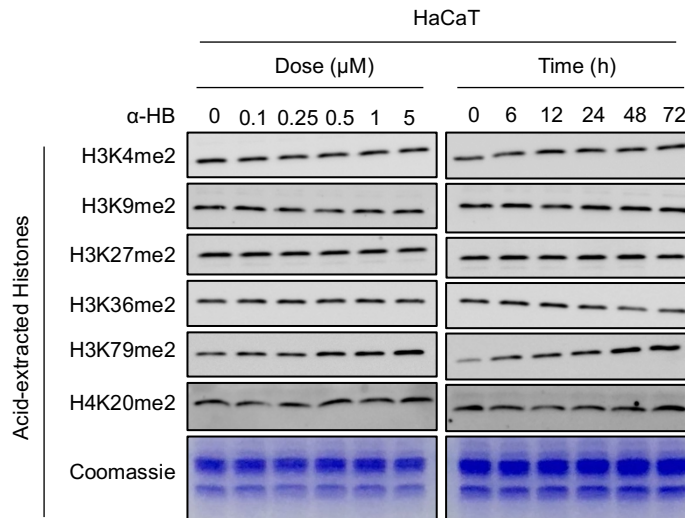 HaCaT
Dose (µM) Time (h)
α-HB 0 0.1 0.25 0.5 1 5 0 6 12 24 48 72
H3K4me2
H3K9me2
H3K27me2
H3K36me2
H3K79me2
H4K20me2
Coomassie
Acid-extracted Histones